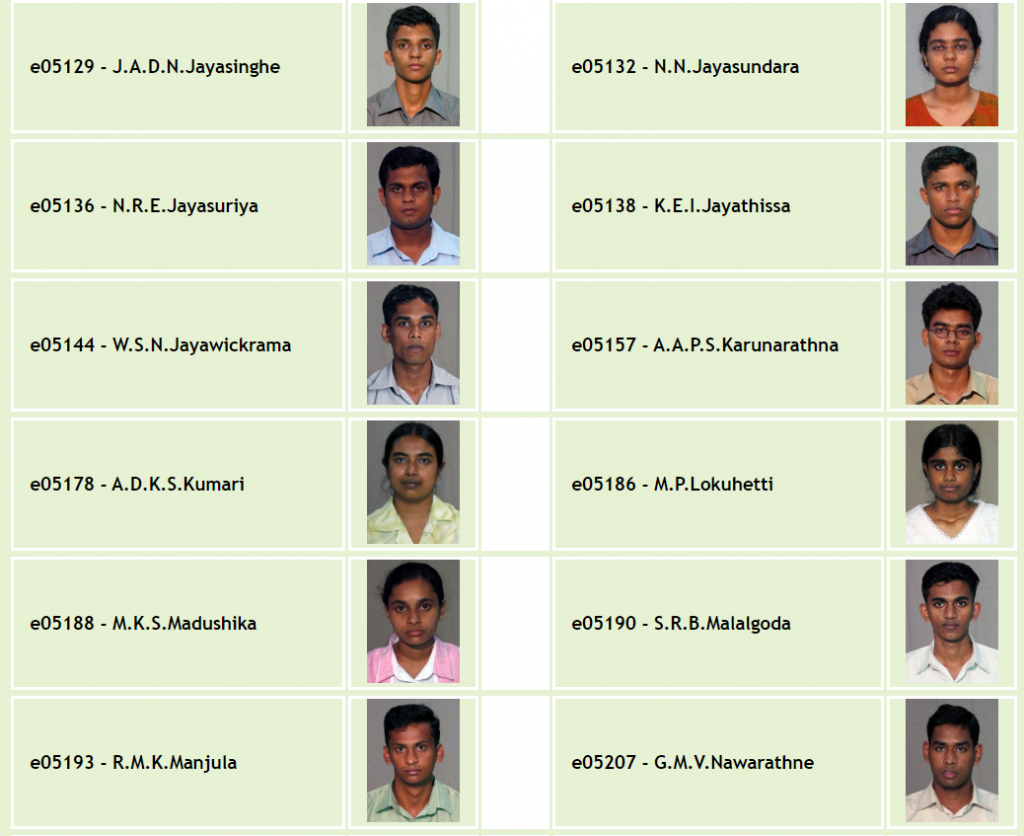 e05129 - J.A.D.N.Jayasinghe
e05132 - N.N.Jayasundara
e05136 - N.R.E.Jayasuriya
e05138 - K.E.I.Jayathissa
e05144 - W.S.N.Jayawickrama
e05157 - A.A.P.S.Karunarathna
e05178 - A.D.K.S.Kumari
e05186 - M.P.Lokuhetti
e05188 - M.K.S.Madushika
e05190 - S.R.B.Malalgoda
e05193 - R.M.K.Manjula
e05207 - G.M.V.Nawarathne